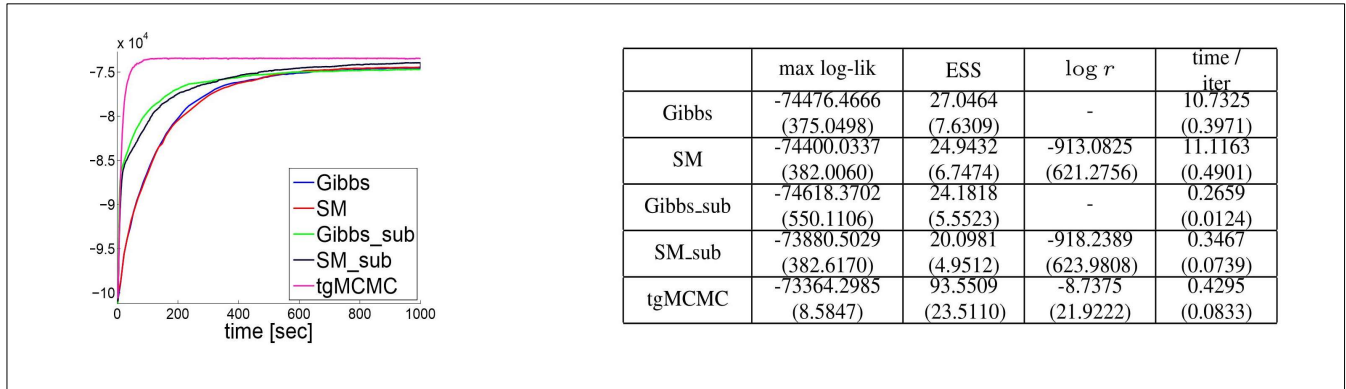 x 10⁴
-7.5
-8
-8.5
-9
-9.5
-10
0 200 400 600 800 1000
time [sec]
Gibbs
SM
Gibbs_sub
SM_sub
tgMCMC
max log-lik ESS log r time /
iter
Gibbs -74476.4666 27.0464 - 10.7325
(375.0498) (7.6309) (0.3971)
SM -74400.0337 24.9432 -913.0825 11.1163
(382.0060) (6.7474) (621.2756) (0.4901)
Gibbs_sub -74618.3702 24.1818 - 0.2659
(550.1106) (5.5523) (0.0124)
SM_sub -73880.5029 20.0981 -918.2389 0.3467
(382.6170) (4.9512) (623.9808) (0.0739)
tgMCMC -73364.2985 93.5509 -8.7375 0.4295
(8.5847) (23.5110) (21.9222) (0.0833)